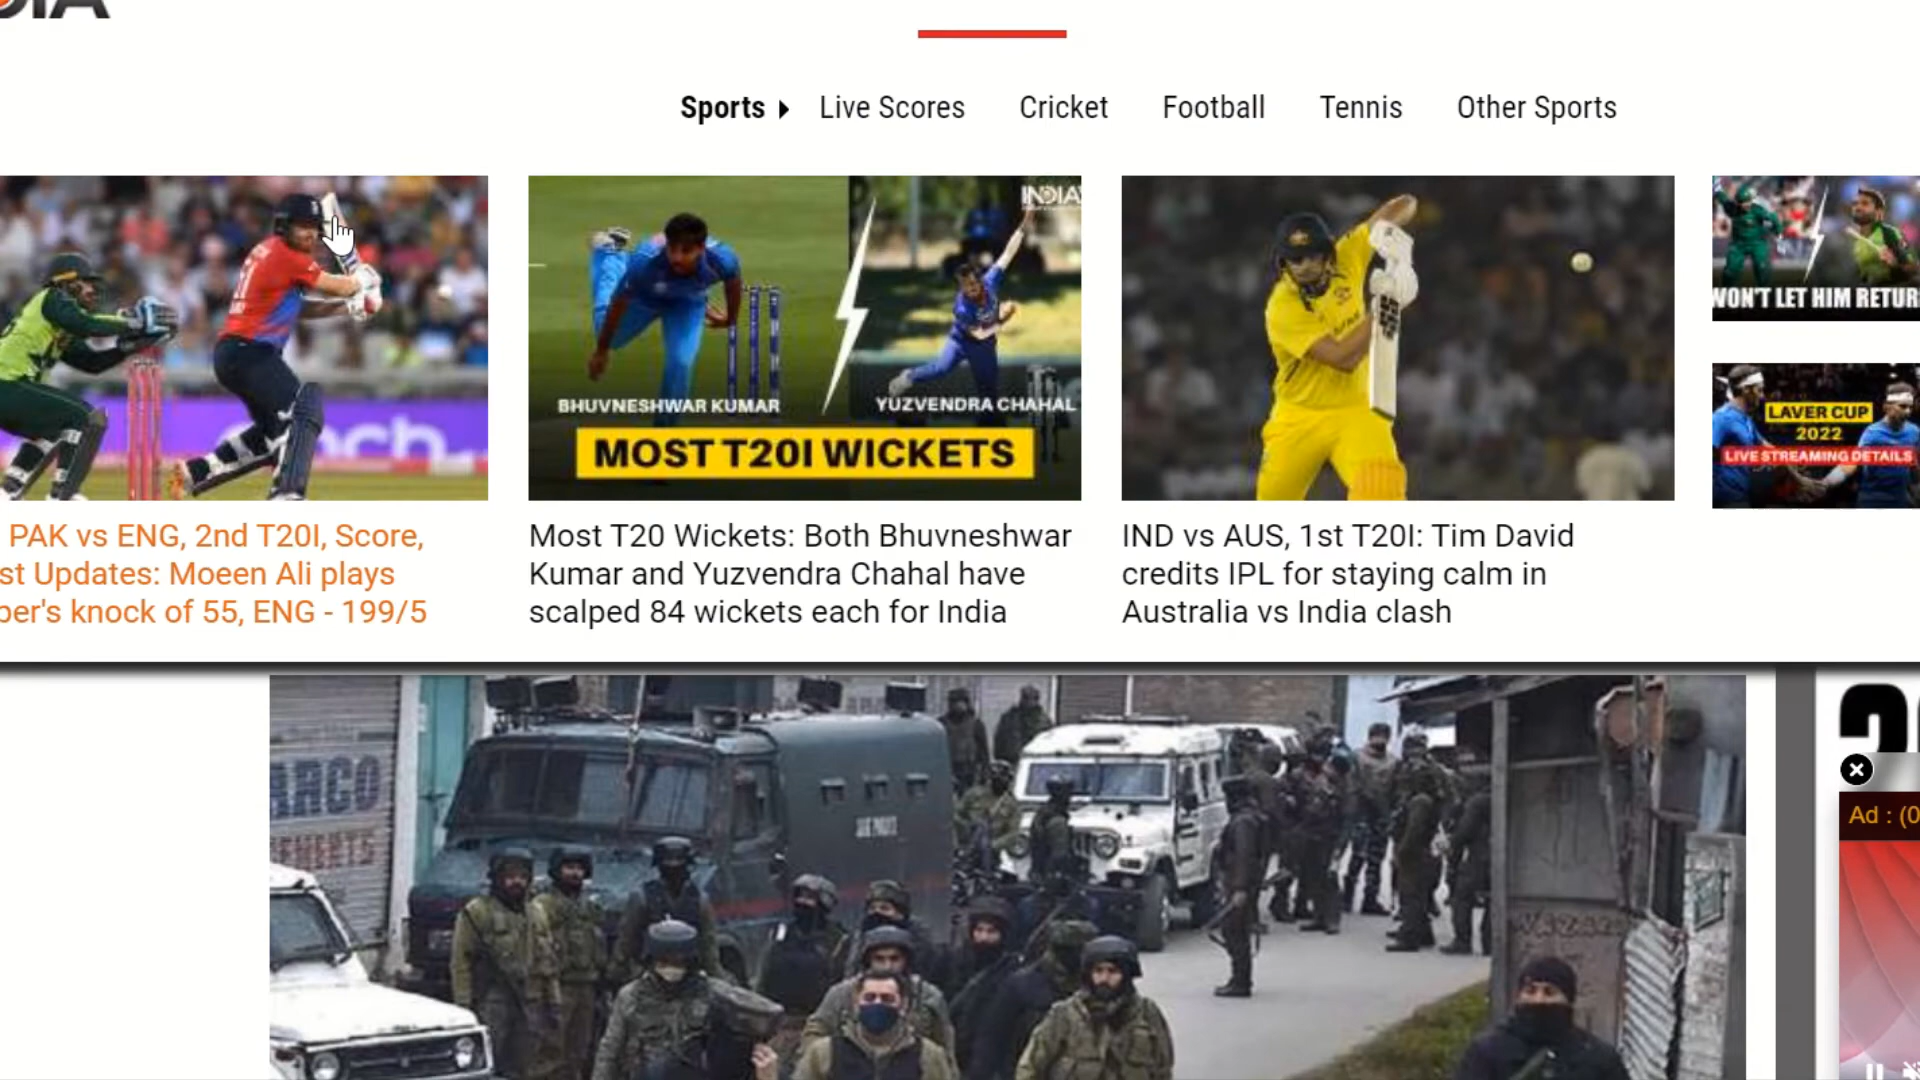 DIA
Sports Live Scores Cricket Football Tennis Other Sports
INDIA
BHUVNESHWAR KUMAR
YUZVENDRA CHAHAL
MOST T20I WICKETS
WON'T LET HIM RETUR
LAVER CUP
2022
LIVE STREAMING DETAILS
PAK vs ENG, 2nd T20I, Score,
st Updates: Moeen Ali plays
per's knock of 55, ENG - 199/5
Most T20 Wickets: Both Bhuvneshwar
Kumar and Yuzvendra Chahal have
scalped 84 wickets each for India
IND vs AUS, 1st T20I: Tim David
credits IPL for staying calm in
Australia vs India clash
Ad : (0